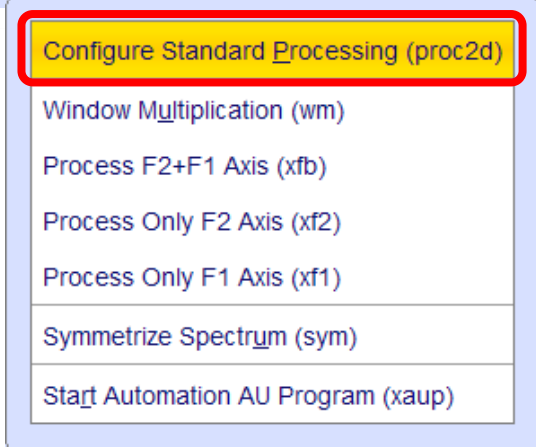 Configure Standard Processing (proc2d)
Window Multiplication (wm)
Process F2+F1 Axis (xfb)
Process Only F2 Axis (xf2)
Process Only F1 Axis (xf1)
Symmetrize Spectrum (sym)
Start Automation AU Program (xaup)